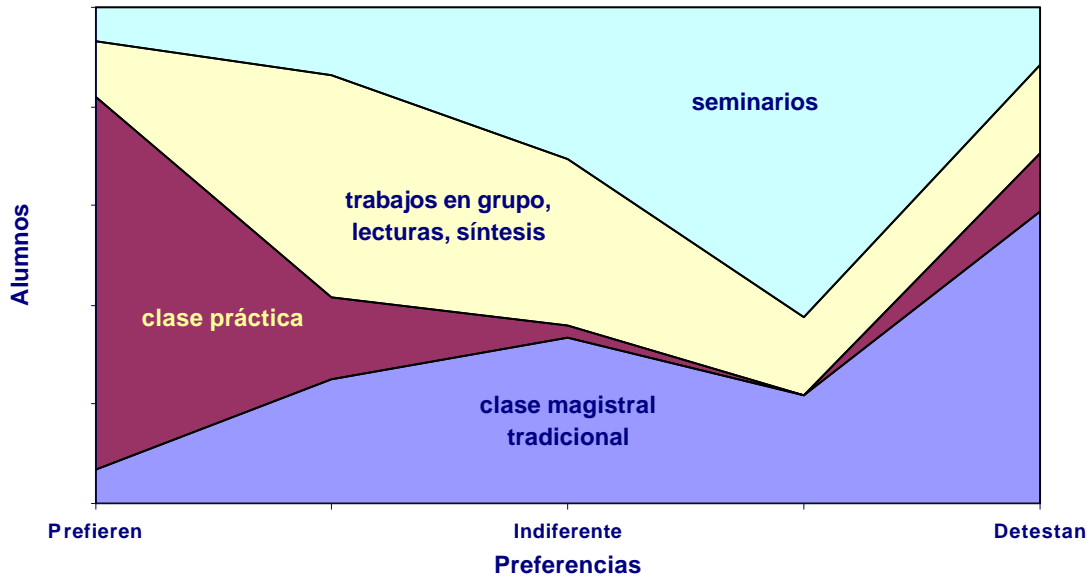 seminarios
trabajos en grupo,
lecturas, síntesis
Alumnos
clase práctica
clase magistral
tradicional
Prefieren
Indiferente
Detestan
Preferencias